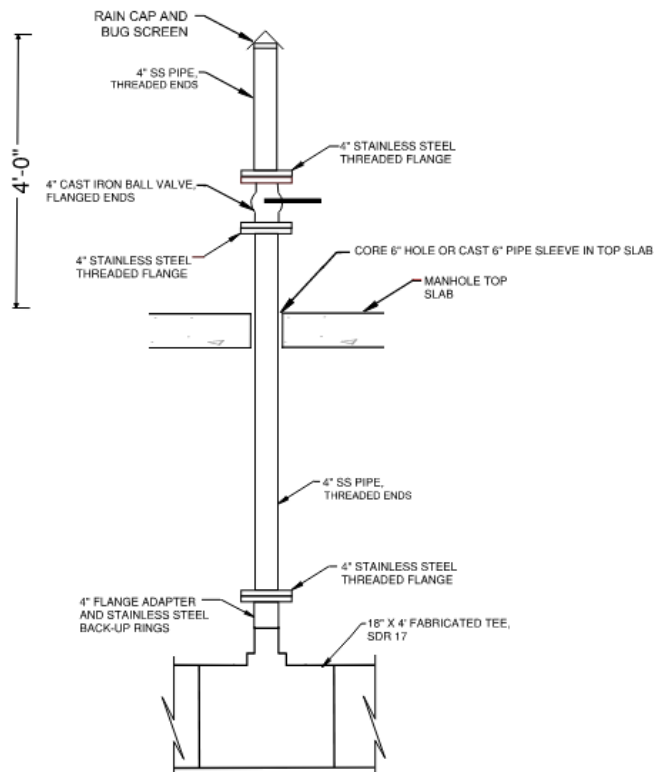 RAIN CAP AND
BUG SCREEN
4" SS PIPE,
THREADED ENDS
4'-0"
4" STAINLESS STEEL
THREADED FLANGE
4" CAST IRON BALL VALVE,
FLANGED ENDS
4" STAINLESS STEEL
THREADED FLANGE
CORE 6" HOLE OR CAST 6" PIPE SLEEVE IN TOP SLAB
MANHOLE TOP
SLAB
4" SS PIPE,
THREADED ENDS
4" STAINLESS STEEL
THREADED FLANGE
4" FLANGE ADAPTER
AND STAINLESS STEEL
BACK-UP RINGS
18" X 4' FABRICATED TEE,
SDR 17